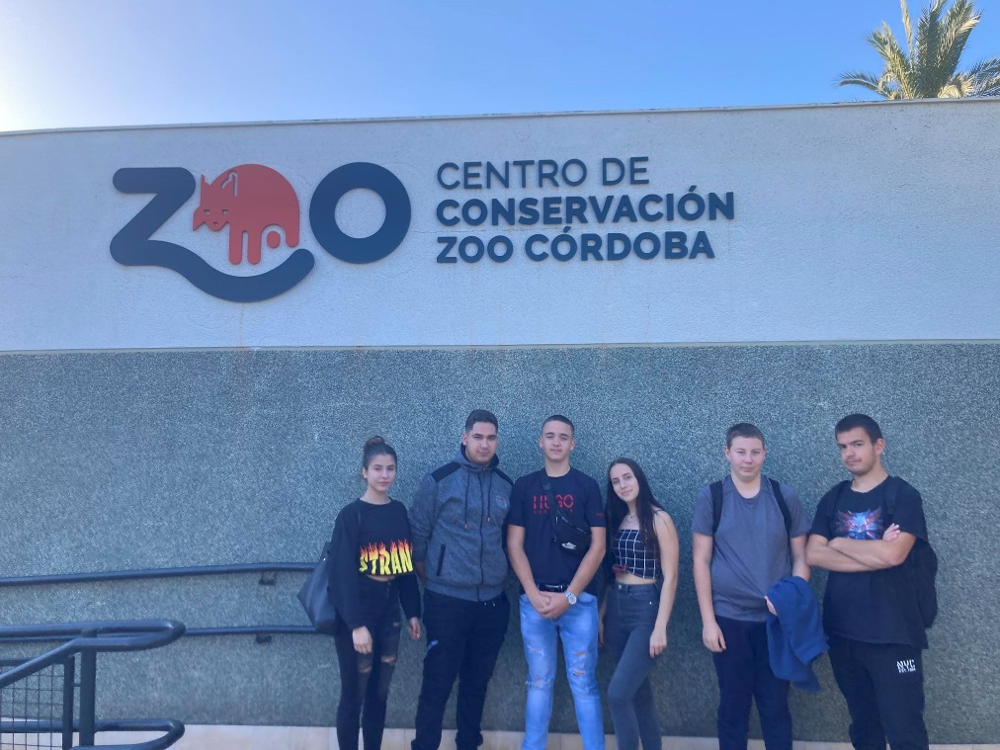 ZOO
CENTRO DE
CONSERVACIÓN
ZOO CÓRDOBA
STRAN
HUGO
NYC